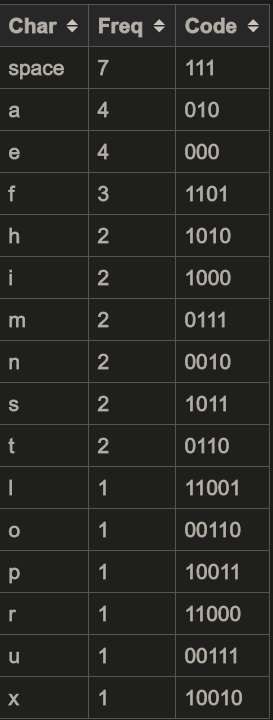 Char Freq Code
space 7 111
a 4 010
e 4 000
f 3 1101
h 2 1010
i 2 1000
m 2 0111
n 2 0010
s 2 1011
t 2 0110
l 1 11001
o 1 00110
p 1 10011
r 1 11000
u 1 00111
x 1 10010